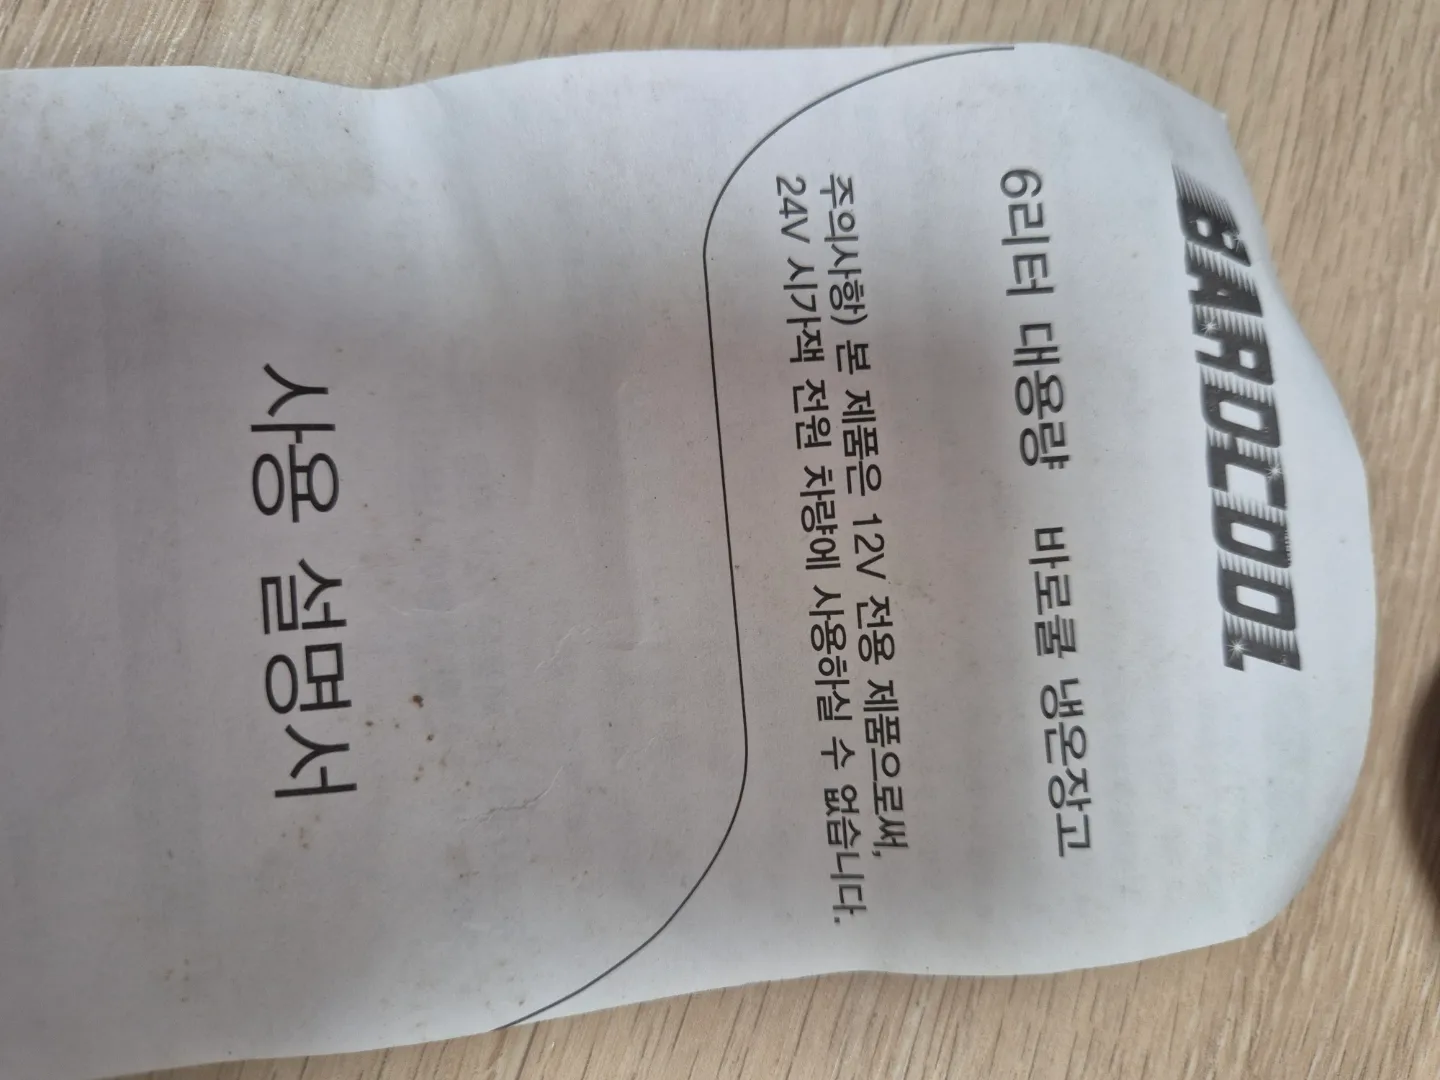 BARDCOOL
6리터 대용량 바로쿨 냉온장고
주의사항) 본 제품은 12V 전용 제품으로써,
24V 시가잭 전원 차량에 사용하실 수 없습니다.
사용 설명서